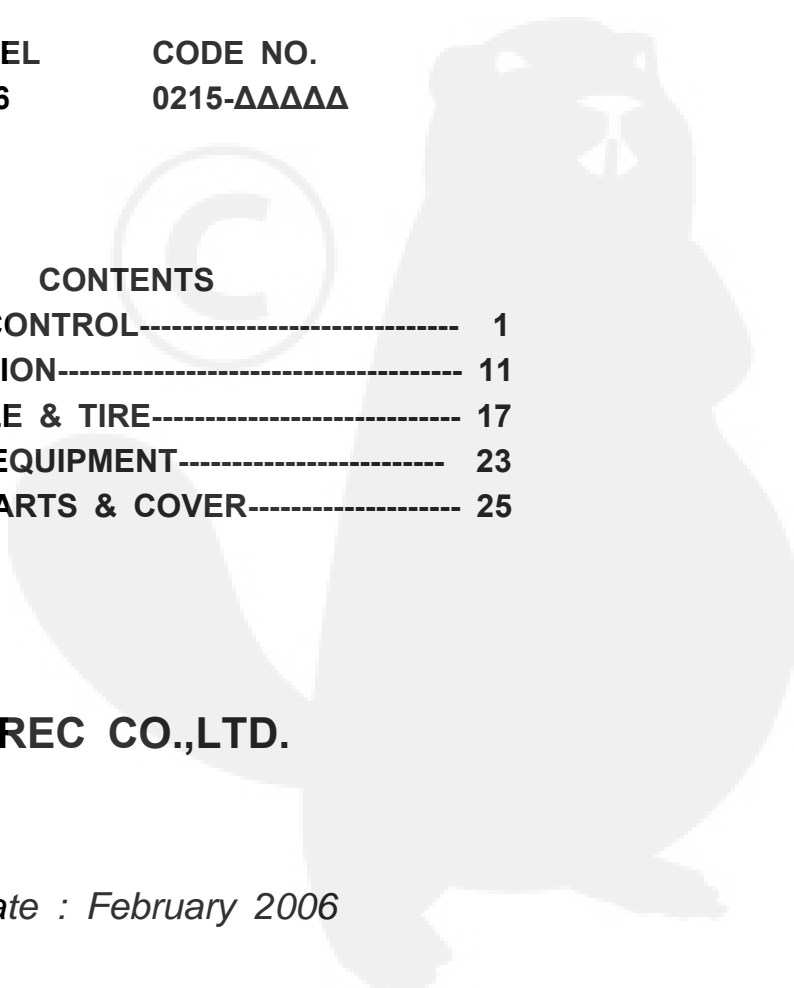 EL CODE NO.
6 0215-ΔΔΔΔΔ
©
CONTENTS
CONTROL------------------------------ 1
ION-------------------------------------- 11
LE & TIRE----------------------------- 17
EQUIPMENT------------------------- 23
ARTS & COVER-------------------- 25
REC CO.,LTD.
ate : February 2006